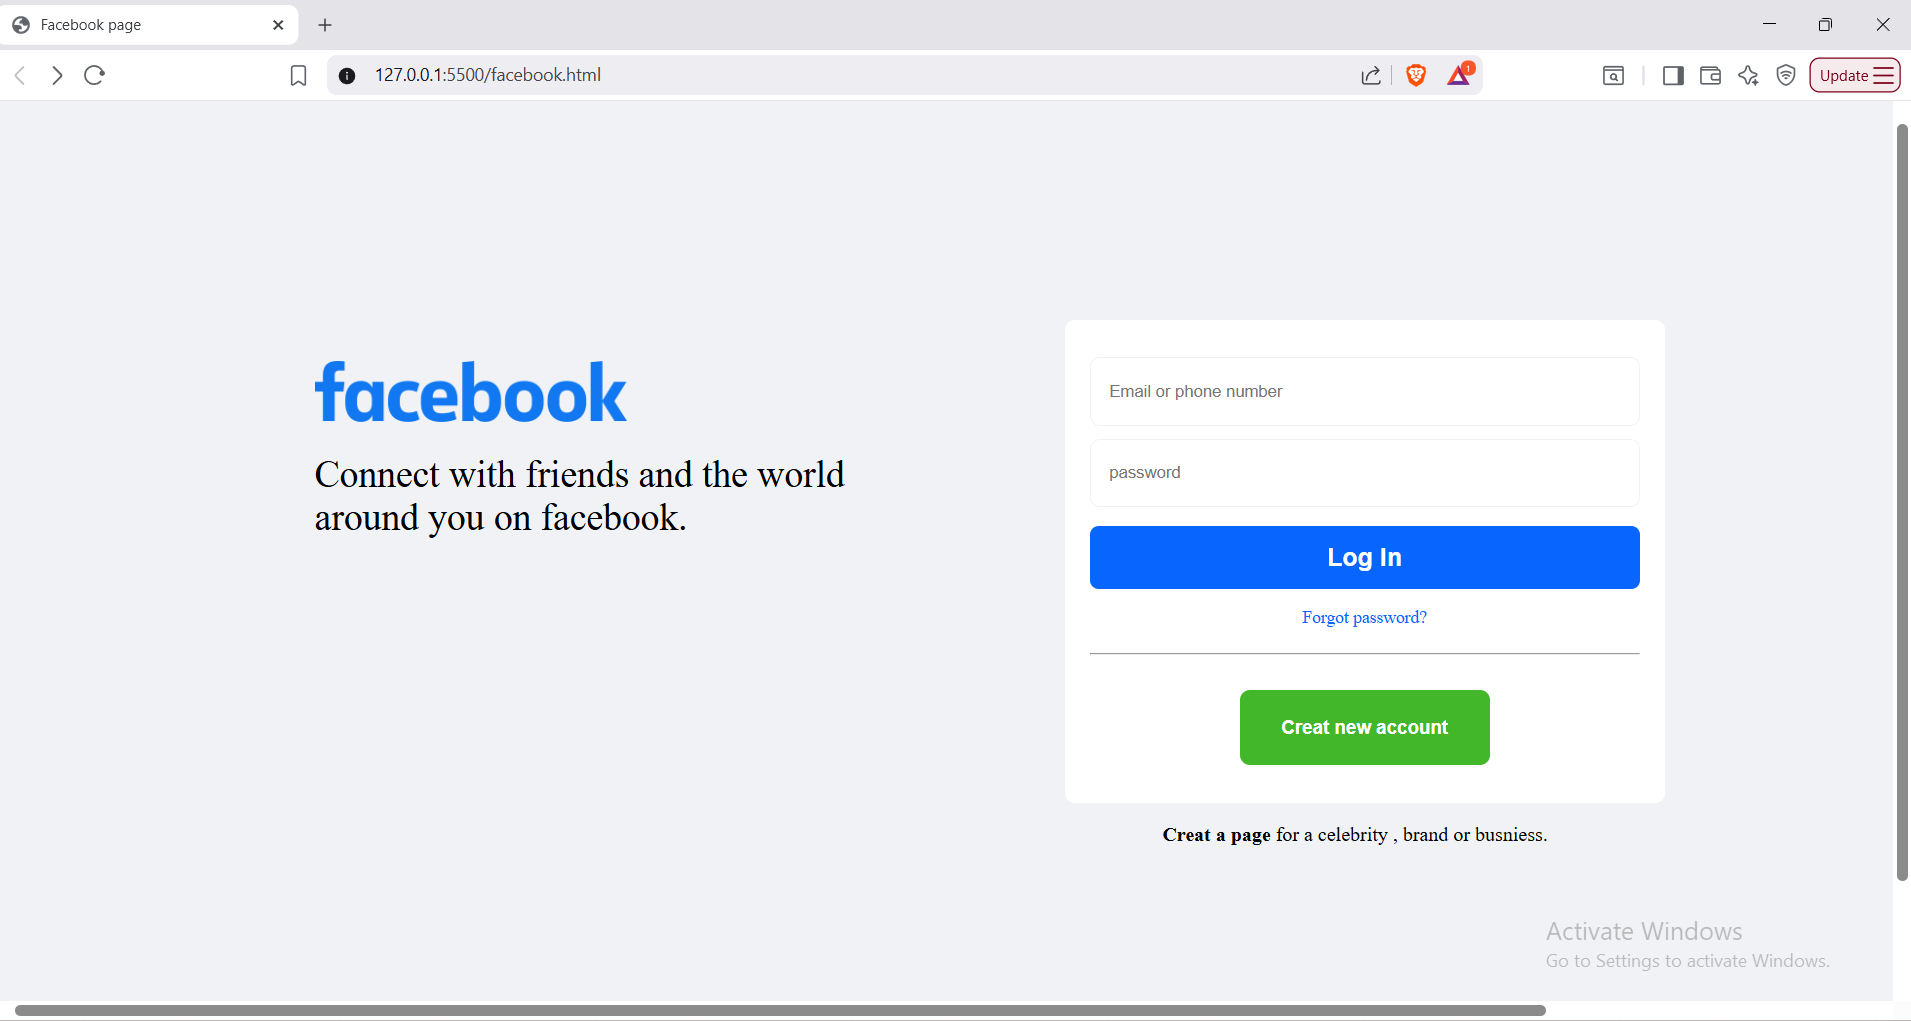 Facebook page
127.0.0.1:5500/facebook.html
1
Update
facebook
Connect with friends and the world
around you on facebook.
Email or phone number
password
Log In
Forgot password?
Creat new account
Creat a page for a celebrity , brand or busniess.
Activate Windows
Go to Settings to activate Windows.